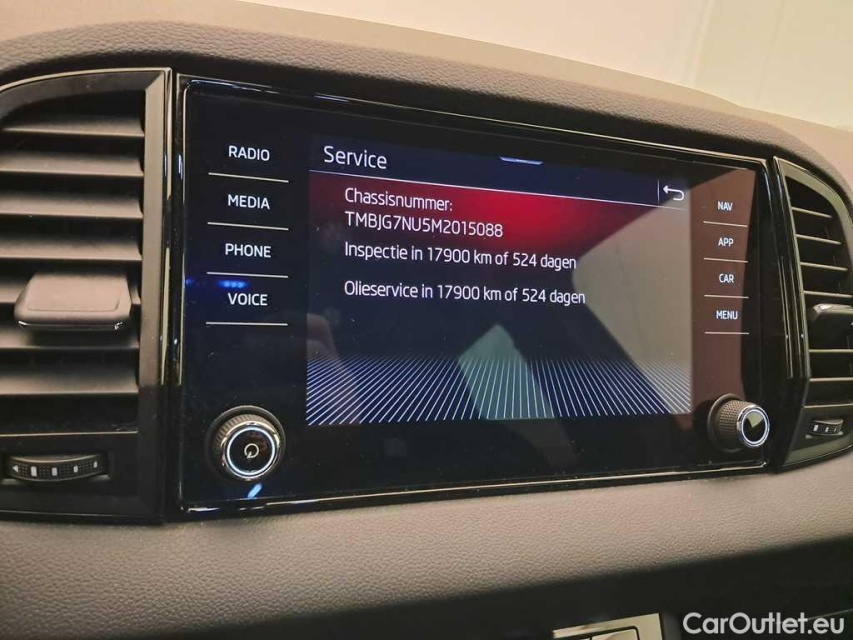 RADIO
MEDIA
PHONE
VOICE
Service
Chassisnummer:
TMBJG7NU5M2015088
Inspectie in 17900 km of 524 dagen
Olieservice in 17900 km of 524 dagen
NAV
APP
CAR
MENU
CarOutlet.eu